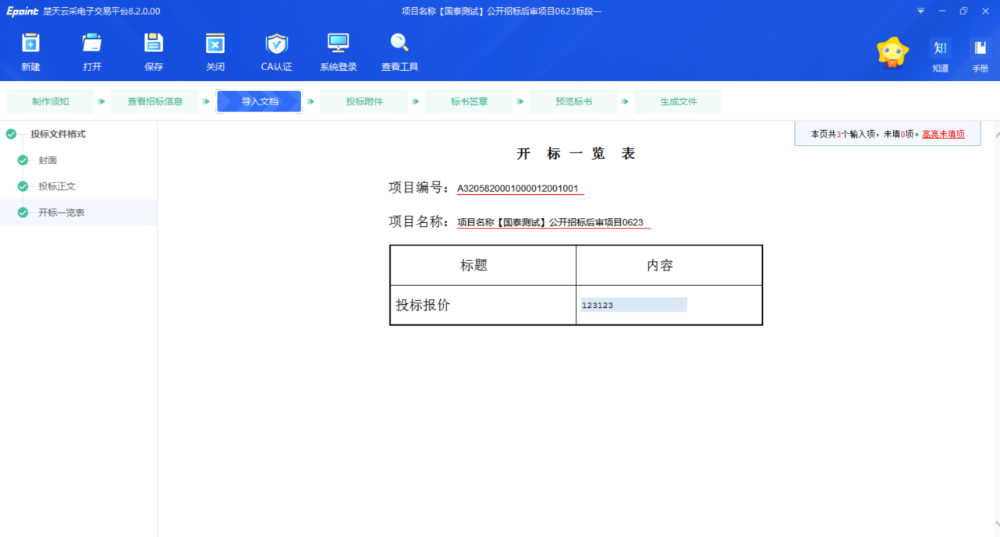 Epoint 楚天云采电子交易平台8.2.0.00
项目名称【国泰测试】公开招标后审项目0623标段一
新建 打开 保存 关闭 CA认证 系统登录 查看工具 知 知道 手册
制作须知 查看招标信息 导入文档 投标附件 标书签章 预览标书 生成文件
投标文件格式
封面
投标正文
开标一览表
本页共3个输入项，未填0项。高亮未填项
开 标 一 览 表
项目编号：A3205820001000012001001
项目名称：项目名称【国泰测试】公开招标后审项目0623
标题 内容
投标报价 123123